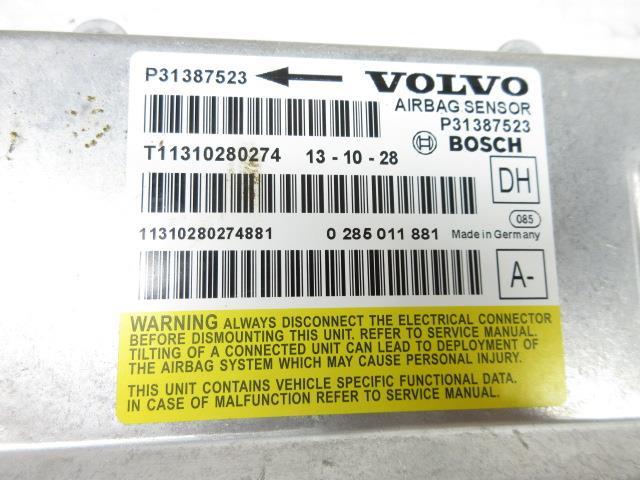 P31387523 VOLVO
AIRBAG SENSOR
P31387523
T11310280274 13 - 10 - 28 BOSCH
DH
085
11310280274881 0 285 011 881 Made in Germany
A-
WARNING ALWAYS DISCONNECT THE ELECTRICAL CONNECTOR
BEFORE DISMOUNTING THIS UNIT. REFER TO SERVICE MANUAL.
TILTING OF A CONNECTED UNIT CAN LEAD TO DEPLOYMENT OF
THE AIRBAG SYSTEM WHICH MAY CAUSE PERSONAL INJURY.
THIS UNIT CONTAINS VEHICLE SPECIFIC FUNCTIONAL DATA.
IN CASE OF MALFUNCTION REFER TO SERVICE MANUAL.